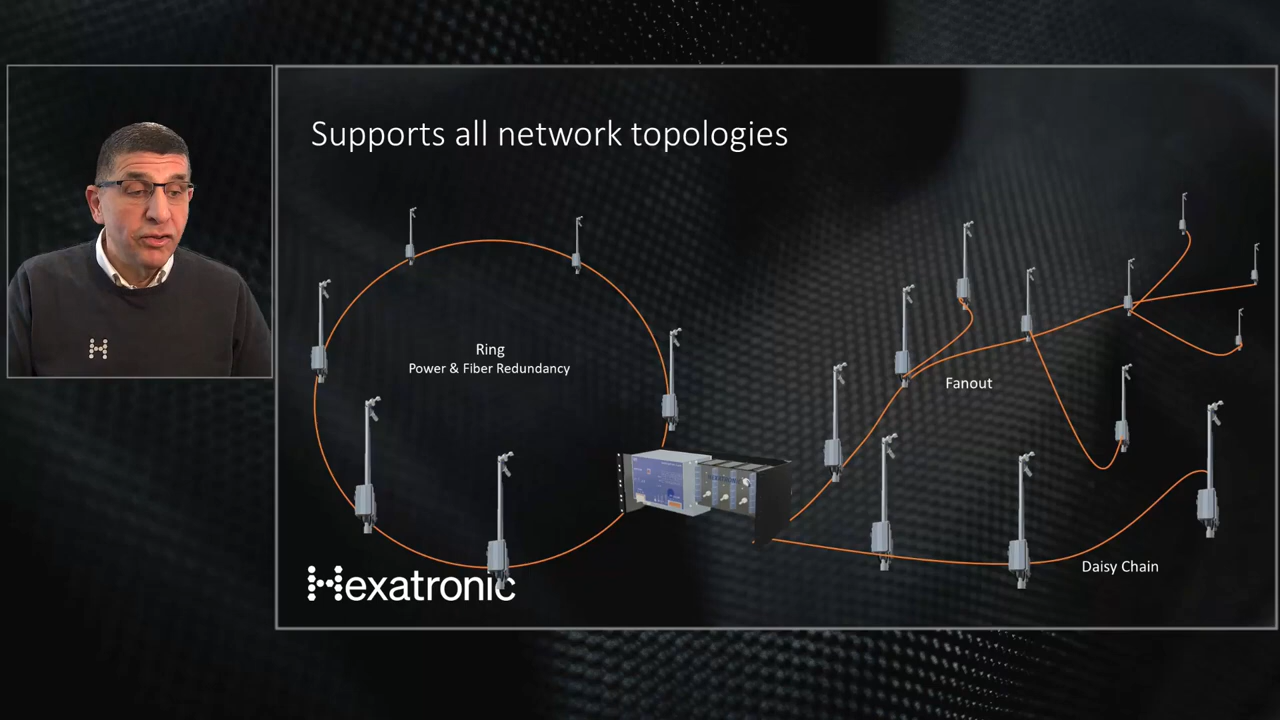 Supports all network topologies
Ring
Power & Fiber Redundancy
Fanout
Daisy Chain
Hexatronic